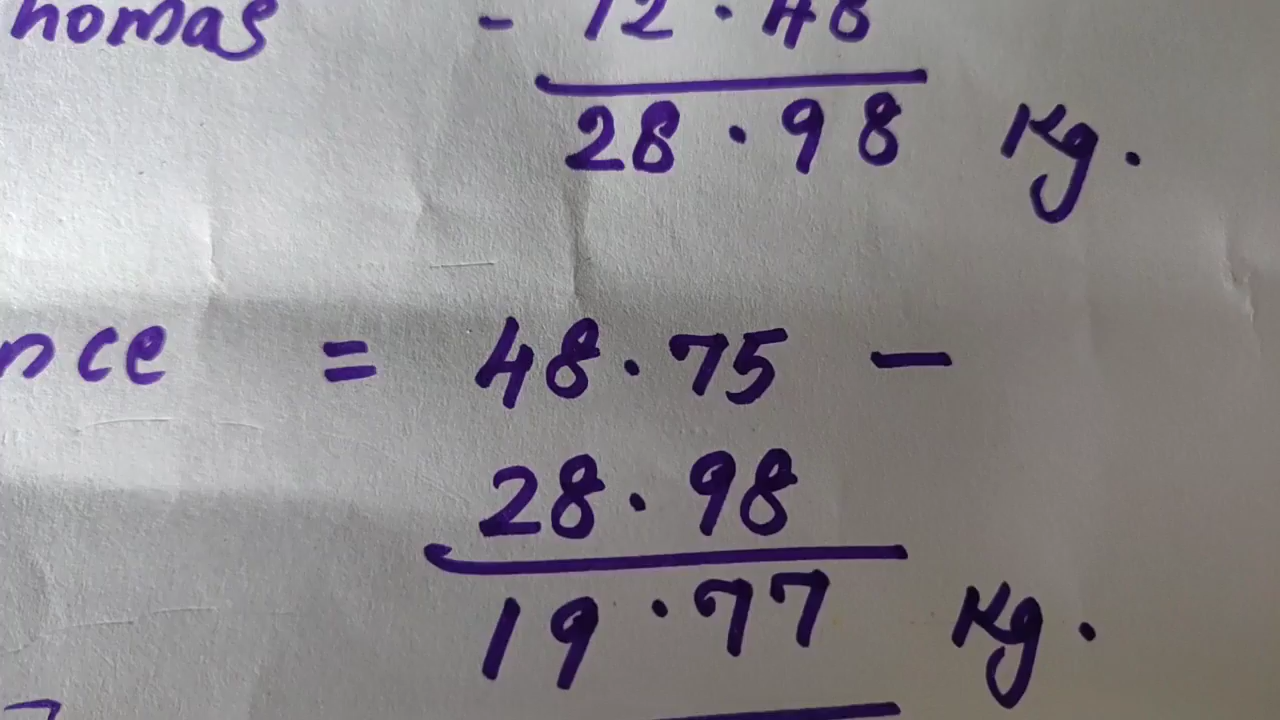 homas - 12.48
28.98 Kg.
nce = 48.75 -
28.98
19.77 Kg.